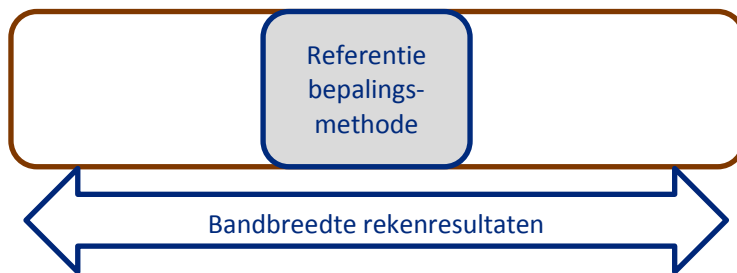 Referentie
bepalings-
methode
Bandbreedte rekenresultaten